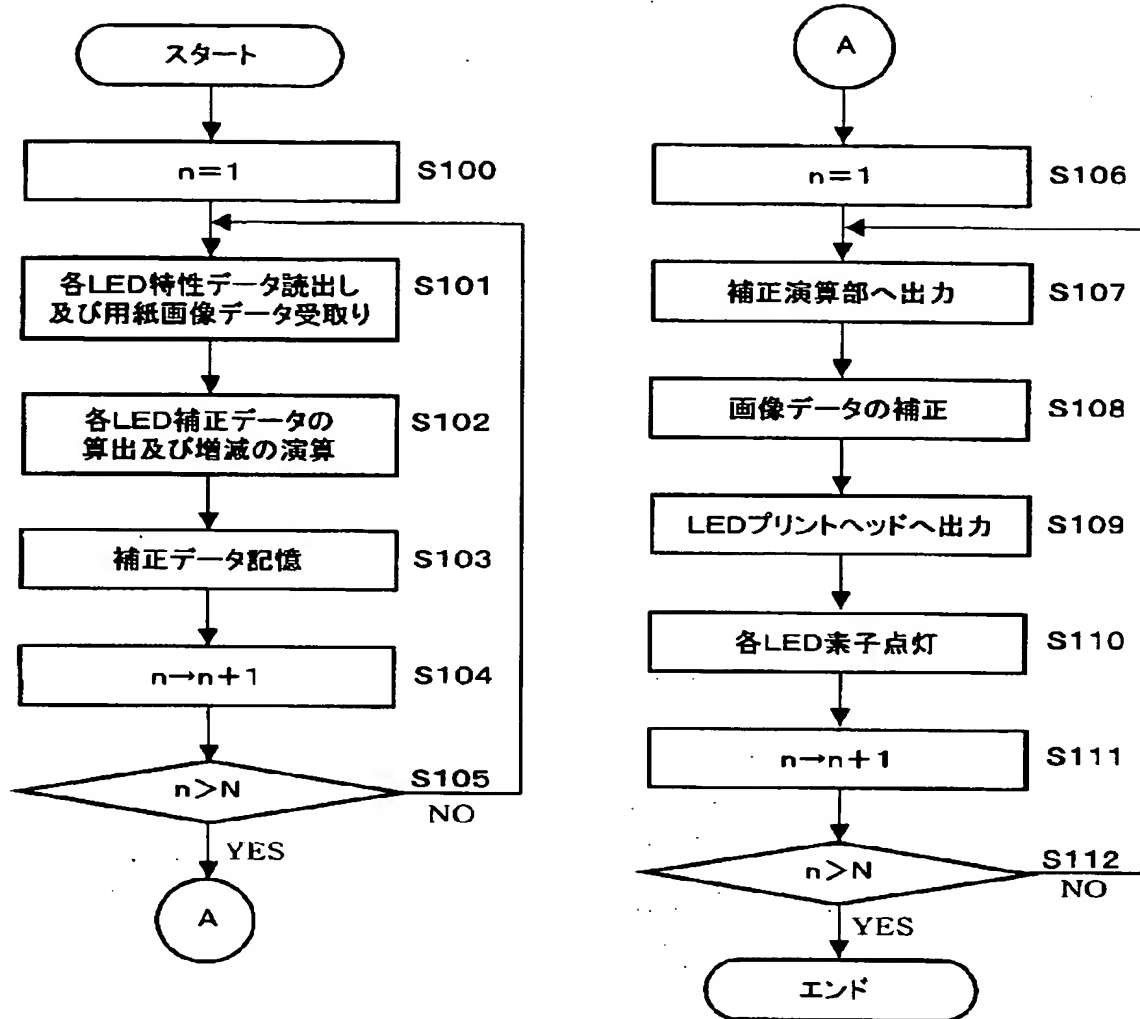 スタート
n=1 S100
各LED特性データ読出し
及び用紙画像データ受取り
S101
各LED補正データの
算出及び増減の演算
S102
補正データ記憶 S103
n→n+1 S104
n>N S105
NO
YES
A
A
n=1 S106
補正演算部へ出力 S107
画像データの補正 S108
LEDプリントヘッドへ出力 S109
各LED素子点灯 S110
n→n+1 S111
n>N S112
NO
YES
エンド